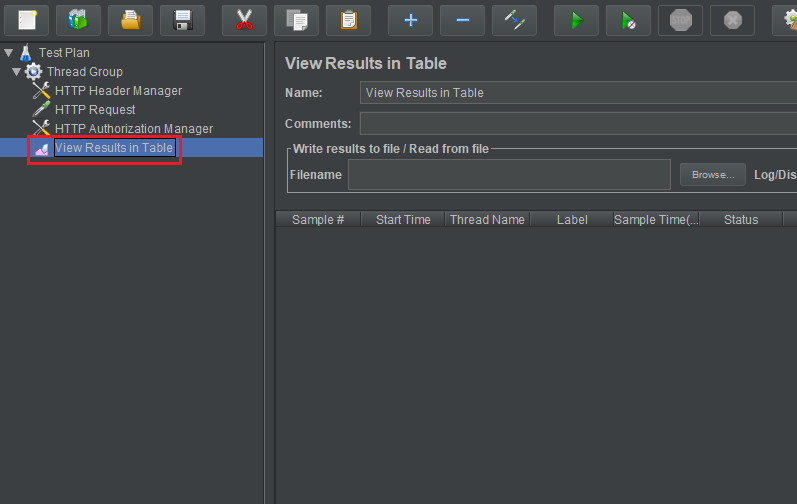 STOP
Test Plan
Thread Group
HTTP Header Manager
HTTP Request
HTTP Authorization Manager
View Results in Table
View Results in Table
Name: View Results in Table
Comments:
Write results to file / Read from file
Filename Browse... Log/Dis
Sample # Start Time Thread Name Label Sample Time(... Status